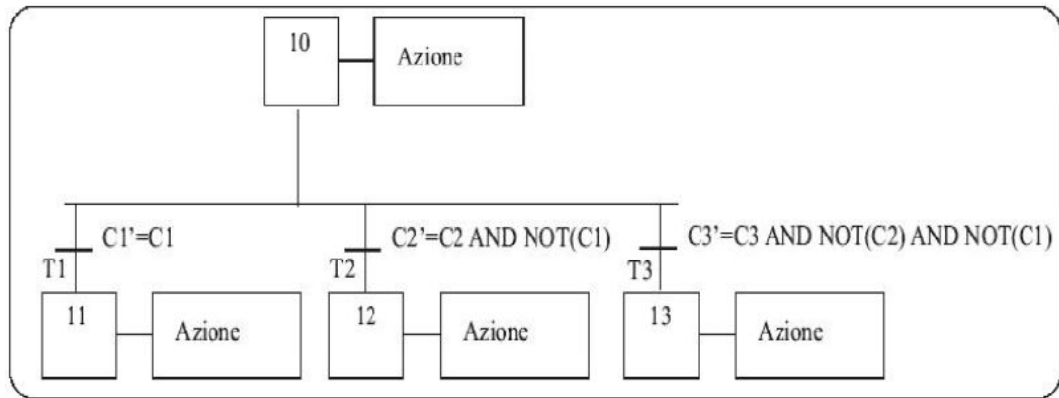 10
Azione
C1'=C1
C2'=C2 AND NOT(C1)
C3'=C3 AND NOT(C2) AND NOT(C1)
T1
T2
T3
11
Azione
12
Azione
13
Azione